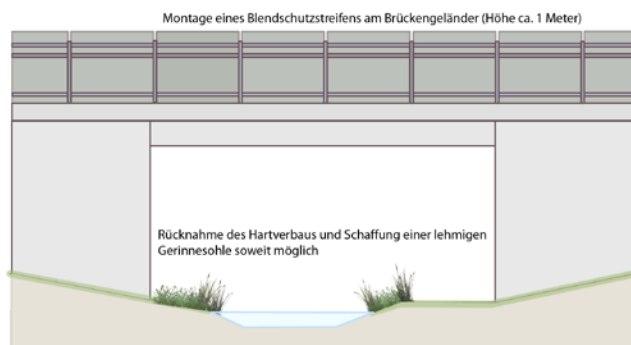 Montage eines Blendschutzstreifens am Brückengeländer (Höhe ca. 1 Meter)
Rücknahme des Hartverbaus und Schaffung einer lehmigen
Gerinnesohle soweit möglich